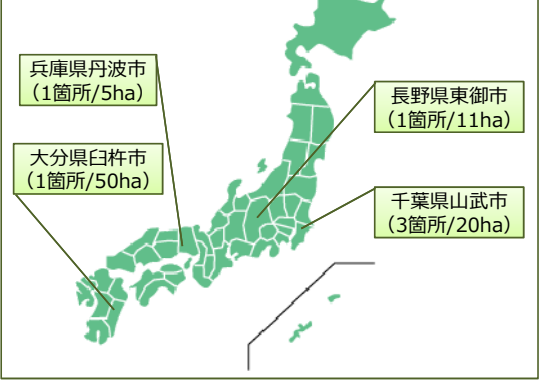 兵庫県丹波市
（1箇所/5ha）
長野県東御市
（1箇所/11ha）
大分県臼杵市
（1箇所/50ha）
千葉県山武市
（3箇所/20ha）